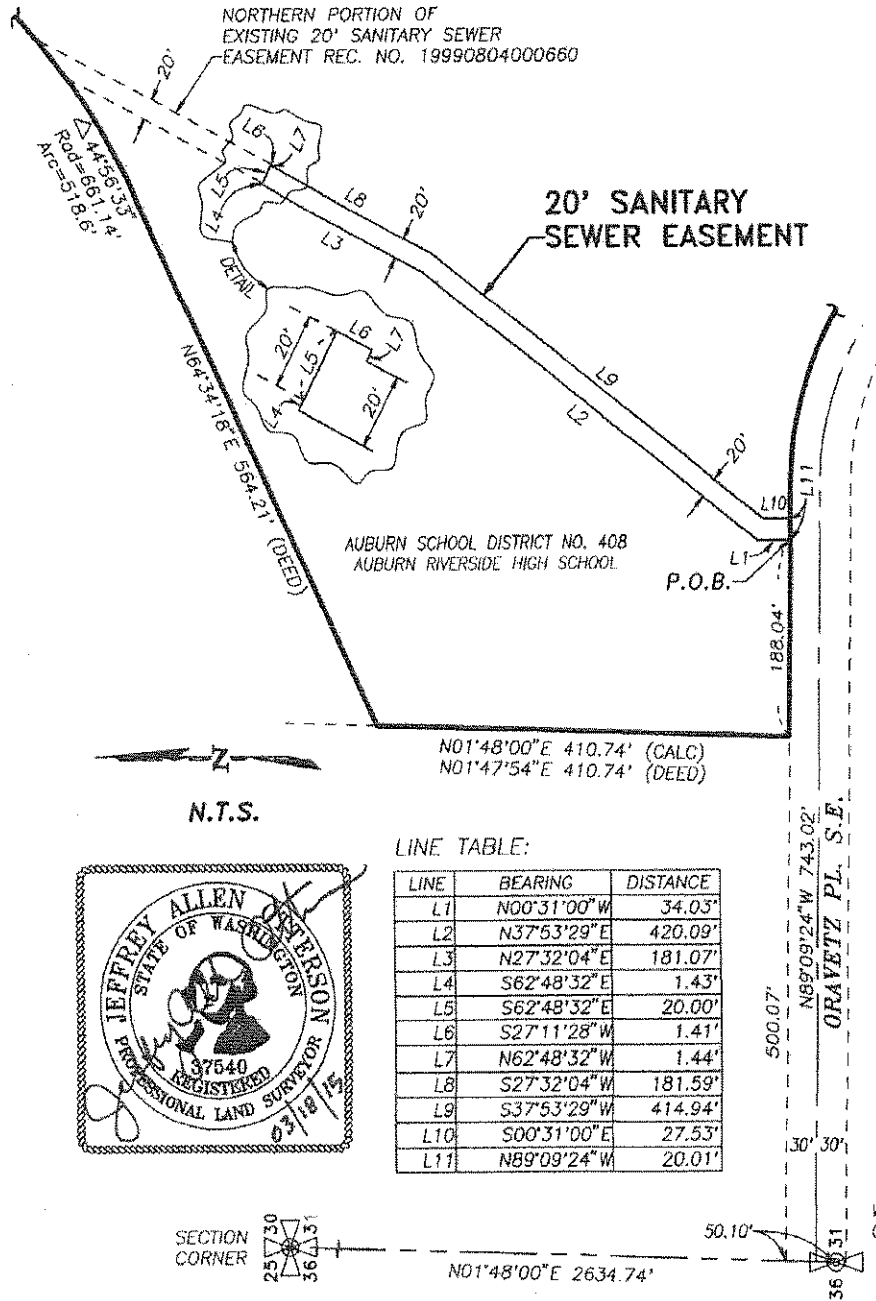 NORTHERN PORTION OF
EXISTING 20' SANITARY SEWER
EASEMENT REC. NO. 19990804000660
20'
L6
L7
L5
L4
L8
L3
20'
20' SANITARY
SEWER EASEMENT
△ 44°56'33"
Rad=661.14'
Arc=518.6'
DETAIL
L6
L7
20'
L5
L4
20'
N64°34'18"E 564.21' (DEED)
L9
L2
20'
L10
L11
L1
P.O.B.
AUBURN SCHOOL DISTRICT NO. 408
AUBURN RIVERSIDE HIGH SCHOOL
188.04'
N01°48'00"E 410.74' (CALC)
N01°47'54"E 410.74' (DEED)
N
N.T.S.
LINE TABLE:
LINE BEARING DISTANCE
L1 N00°31'00"W 34.03'
L2 N37°53'29"E 420.09'
L3 N27°32'04"E 181.07'
L4 S62°48'32"E 1.43'
L5 S62°48'32"E 20.00'
L6 S27°11'28"W 1.41'
L7 N62°48'32"W 1.44'
L8 S27°32'04"W 181.59'
L9 S37°53'29"W 414.94'
L10 S00°31'00"E 27.53'
L11 N89°09'24"W 20.01'
JEFFREY ALLEN OTTERSON
STATE OF WASHINGTON
37540
REGISTERED
PROFESSIONAL LAND SURVEYOR
03/18/15
500.07'
N89°09'24"W 743.02'
ORAVETZ PL. S.E.
30' 30'
SECTION
CORNER
25 30
36 31
N01°48'00"E 2634.74'
50.10'
36 31